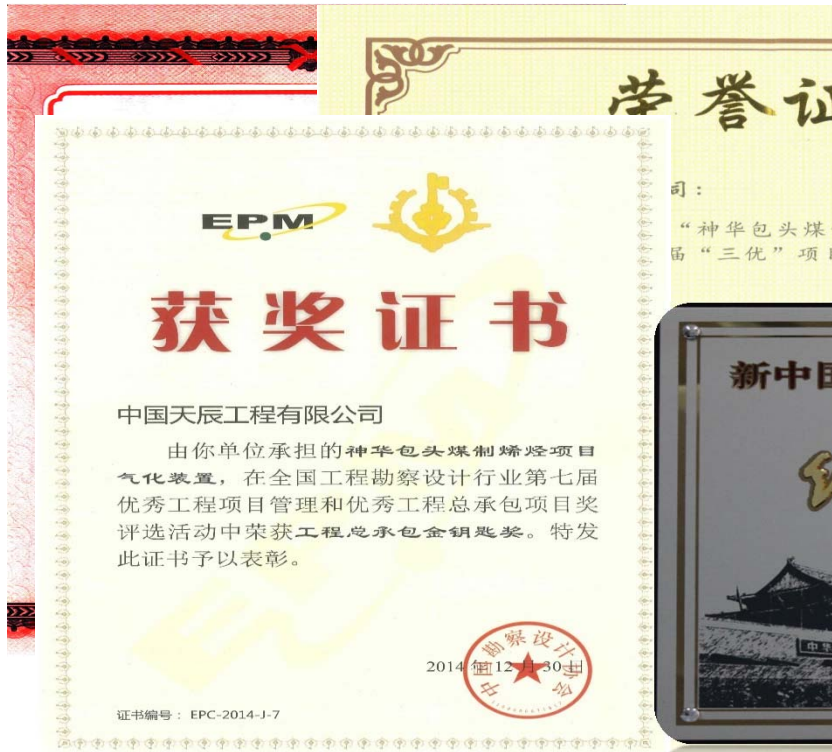 荣誉证
司：
“神华包头煤
届“三优”项目
EPM
获奖证书
中国天辰工程有限公司
由你单位承担的神华包头煤制烯烃项目
气化装置，在全国工程勘察设计行业第七届
优秀工程项目管理和优秀工程总承包项目奖
评选活动中荣获工程总承包金钥匙奖。特发
此证书予以表彰。
2014年12月30日
中国勘察设计协会
证书编号：EPC-2014-J-7
新中国
中华